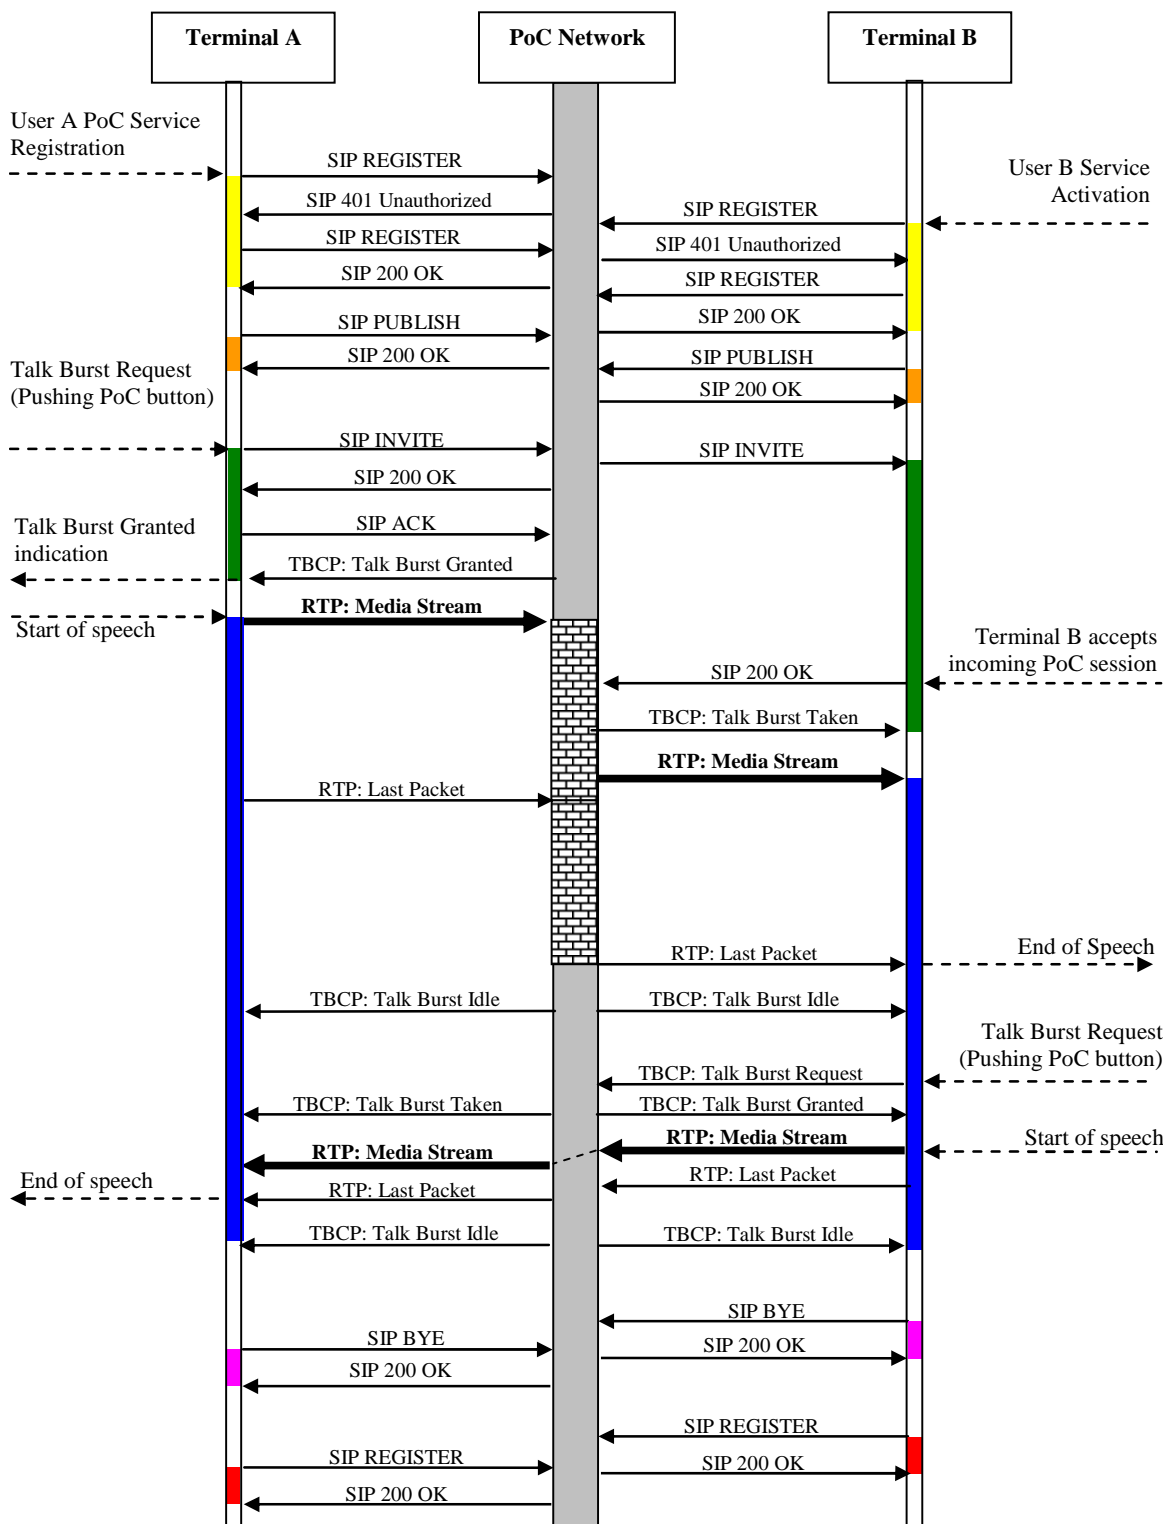 Terminal A
PoC Network
Terminal B
User A PoC Service
Registration
SIP REGISTER
User B Service
Activation
SIP 401 Unauthorized
SIP REGISTER
SIP REGISTER
SIP 401 Unauthorized
SIP 200 OK
SIP REGISTER
SIP PUBLISH
SIP 200 OK
SIP 200 OK
SIP PUBLISH
Talk Burst Request
(Pushing PoC button)
SIP 200 OK
SIP INVITE
SIP INVITE
SIP 200 OK
Talk Burst Granted
indication
SIP ACK
TBCP: Talk Burst Granted
RTP: Media Stream
Start of speech
Terminal B accepts
incoming PoC session
SIP 200 OK
TBCP: Talk Burst Taken
RTP: Media Stream
RTP: Last Packet
RTP: Last Packet
End of Speech
TBCP: Talk Burst Idle
TBCP: Talk Burst Idle
Talk Burst Request
(Pushing PoC button)
TBCP: Talk Burst Request
TBCP: Talk Burst Taken
TBCP: Talk Burst Granted
RTP: Media Stream
Start of speech
RTP: Media Stream
RTP: Last Packet
End of speech
RTP: Last Packet
TBCP: Talk Burst Idle
TBCP: Talk Burst Idle
SIP BYE
SIP BYE
SIP 200 OK
SIP 200 OK
SIP REGISTER
SIP REGISTER
SIP 200 OK
SIP 200 OK